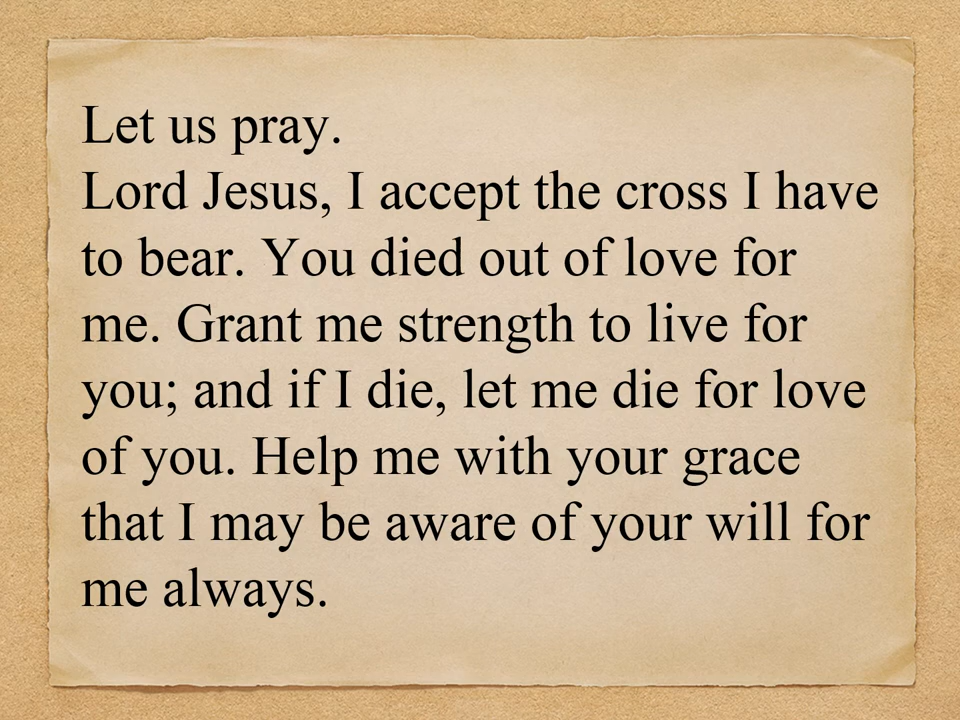 Let us pray.
Lord Jesus, I accept the cross I have
to bear. You died out of love for
me. Grant me strength to live for
you; and if I die, let me die for love
of you. Help me with your grace
that I may be aware of your will for
me always.